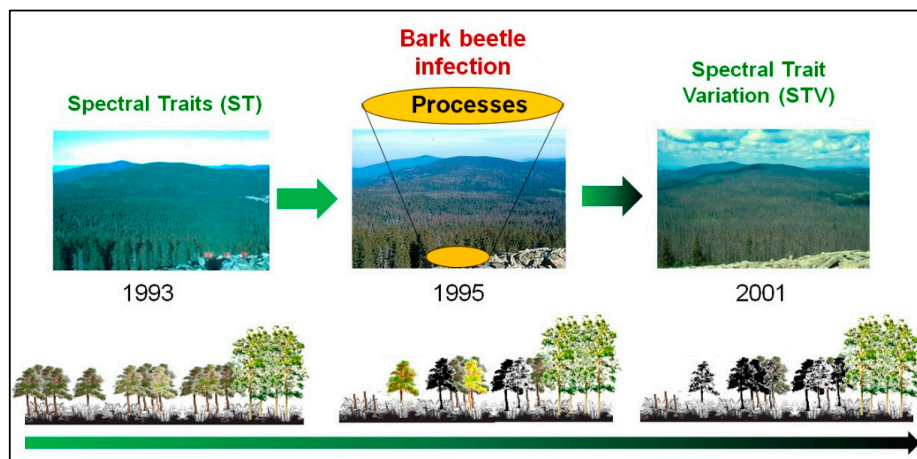 Spectral Traits (ST)
Bark beetle
infection
Processes
Spectral Trait
Variation (STV)
1993
1995
2001